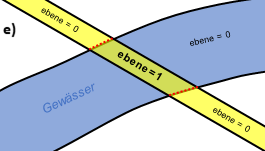 ebene = 0
e)
ebene = 0
ebene=1
Gewässer
ebene = 0